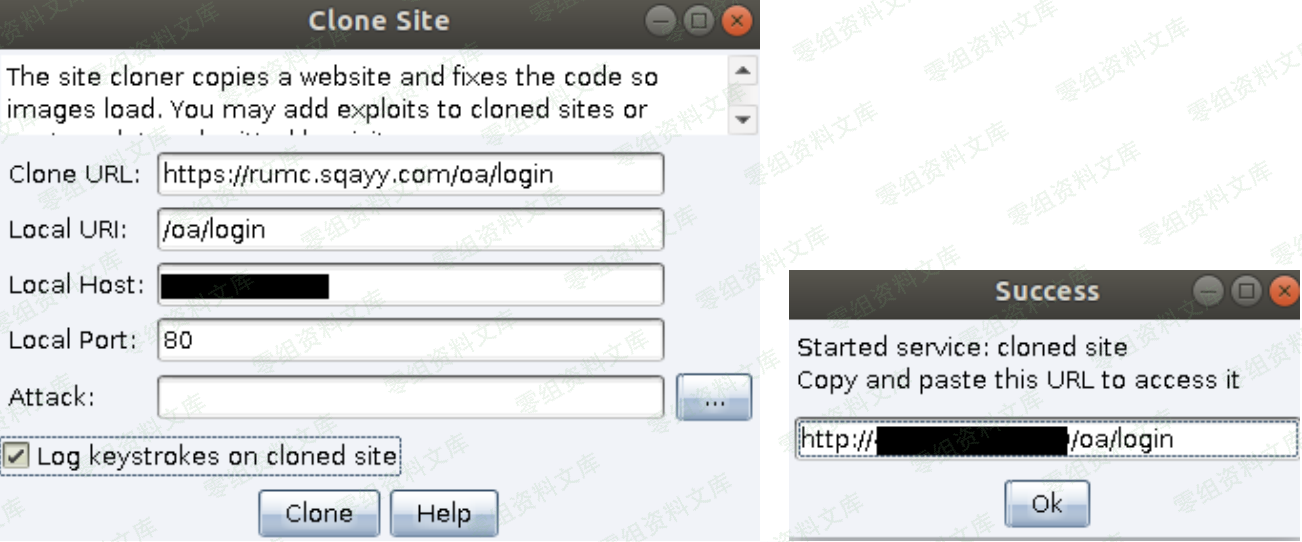 Clone Site
The site cloner copies a website and fixes the code so
images load. You may add exploits to cloned sites or
Clone URL: https://rumc.sqayy.com/oa/login
Local URI: /oa/login
Local Host:
Local Port: 80
Attack:
...
Log keystrokes on cloned site
Clone Help
Success
Started service: cloned site
Copy and paste this URL to access it
http:// /oa/login
Ok
零组资料文库